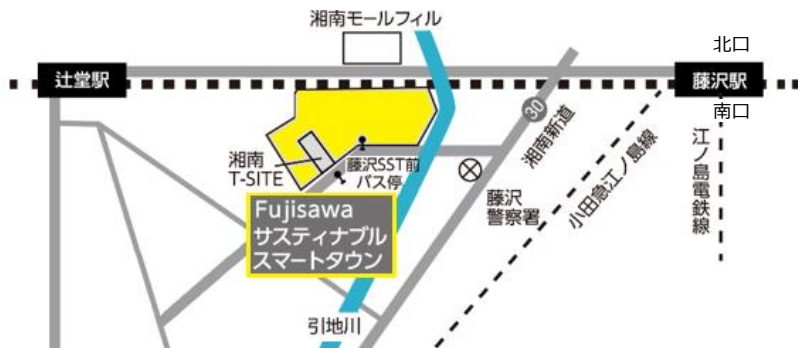 湘南モールフィル
北口
辻堂駅
藤沢駅
南口
30
湘南新道
湘南
T-SITE
藤沢SST前
バス停
藤沢
警察署
小田急江ノ島線
江ノ島電鉄線
Fujisawa
サスティナブル
スマートタウン
引地川